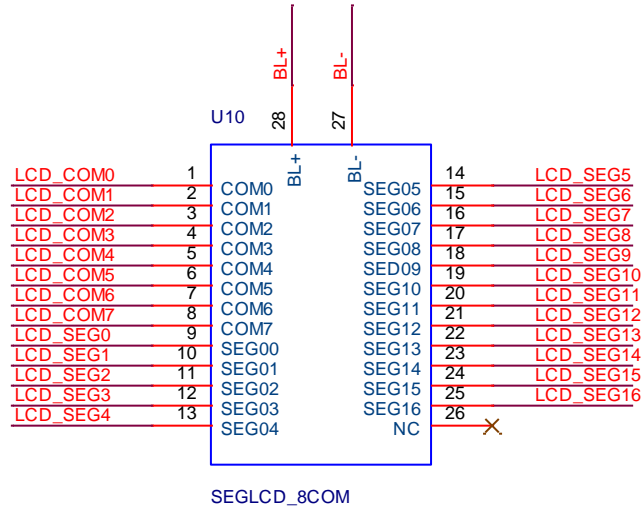 BL+ BL-
28 27
U10
BL+ BL-
LCD_COM0 1 COM0 SEG05 14 LCD_SEG5
LCD_COM1 2 COM1 SEG06 15 LCD_SEG6
LCD_COM2 3 COM2 SEG07 16 LCD_SEG7
LCD_COM3 4 COM3 SEG08 17 LCD_SEG8
LCD_COM4 5 COM4 SED09 18 LCD_SEG9
LCD_COM5 6 COM5 SEG10 19 LCD_SEG10
LCD_COM6 7 COM6 SEG11 20 LCD_SEG11
LCD_COM7 8 COM7 SEG12 21 LCD_SEG12
LCD_SEG0 9 SEG00 SEG13 22 LCD_SEG13
LCD_SEG1 10 SEG01 SEG14 23 LCD_SEG14
LCD_SEG2 11 SEG02 SEG15 24 LCD_SEG15
LCD_SEG3 12 SEG03 SEG16 25 LCD_SEG16
LCD_SEG4 13 SEG04 NC 26
SEGLCD_8COM